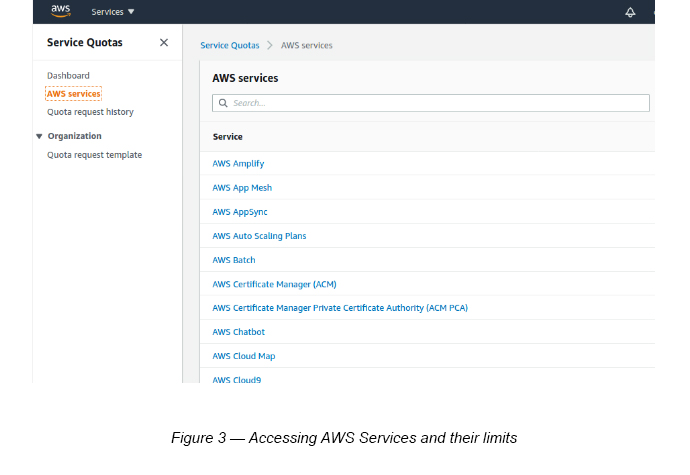 aws
Services
Service Quotas
Service Quotas
AWS services
Dashboard
AWS services
Quota request history
Organization
Quota request template
AWS services
Search...
Service
AWS Amplify
AWS App Mesh
AWS AppSync
AWS Auto Scaling Plans
AWS Batch
AWS Certificate Manager (ACM)
AWS Certificate Manager Private Certificate Authority (ACM PCA)
AWS Chatbot
AWS Cloud Map
AWS Cloud9
Figure 3 — Accessing AWS Services and their limits